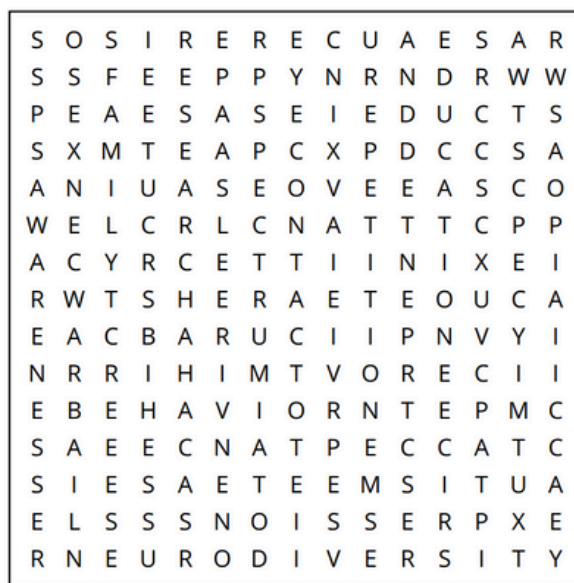 S O S I R E R E C U A E S A R
S S F E E P P Y N R N D R W W
P E A E S A S E I E D U C T S
S X M T E A P C X P D C C S A
A N I U A S E O V E E A S C O
W E L C R L C N A T T T C P P
A C Y R C E T T I I N I X E I
R W T S H E R A E T E O U C A
E A C B A R U C I I P N V Y I
N R R I H I M T V O R E C I I
E B E H A V I O R N T E P M C
S A E E C N A T P E C C A T C
S I E S A E T E E M S I T U A
E L S S S N O I S S E R P X E
R N E U R O D I V E R S I T Y